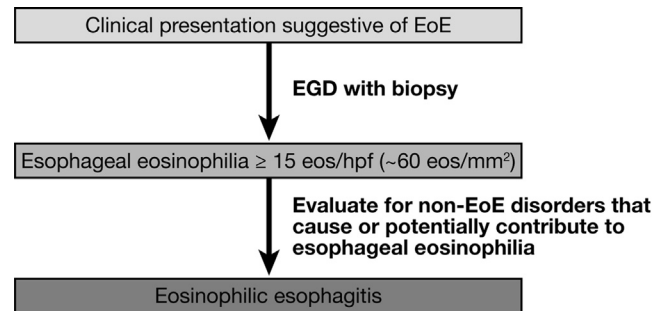 Clinical presentation suggestive of EoE
EGD with biopsy
Esophageal eosinophilia ≥ 15 eos/hpf (~60 eos/mm²)
Evaluate for non-EoE disorders that
cause or potentially contribute to
esophageal eosinophilia
Eosinophilic esophagitis